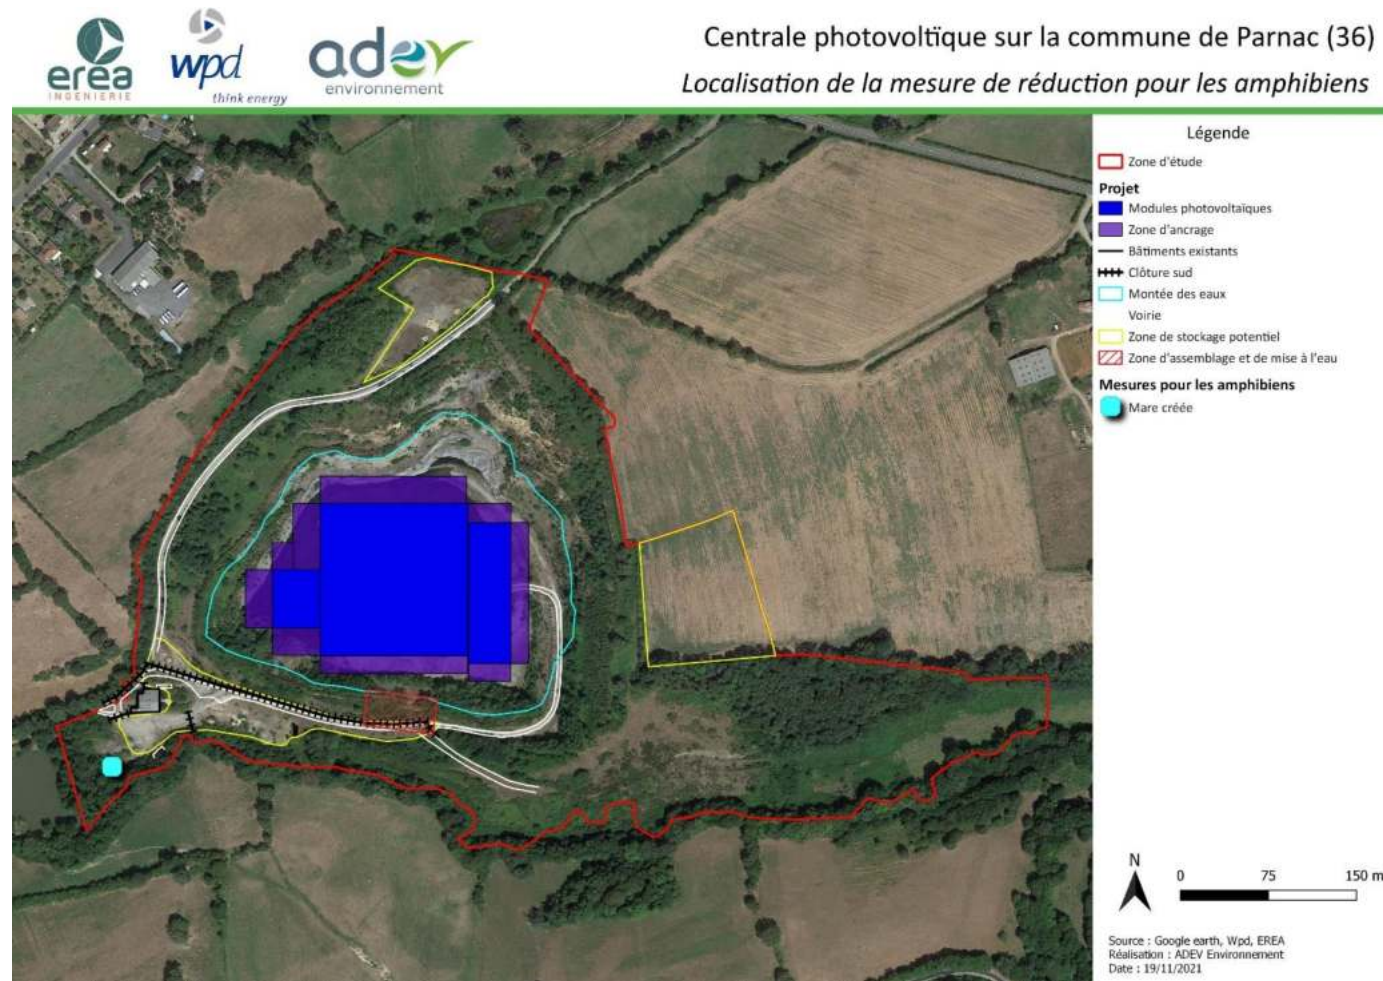 erea
INGENIERIE
wpd
think energy
adev
environnement
Centrale photovoltïque sur la commune de Parnac (36)
Localisation de la mesure de réduction pour les amphibiens
Légende
Zone d'étude
Projet
Modules photovoltaïques
Zone d'ancrage
Bâtiments existants
Clôture sud
Montée des eaux
Voirie
Zone de stockage potentiel
Zone d'assemblage et de mise à l'eau
Mesures pour les amphibiens
Mare créée
N
0 75 150 m
Source : Google earth, Wpd, EREA
Réalisation : ADEV Environnement
Date : 19/11/2021